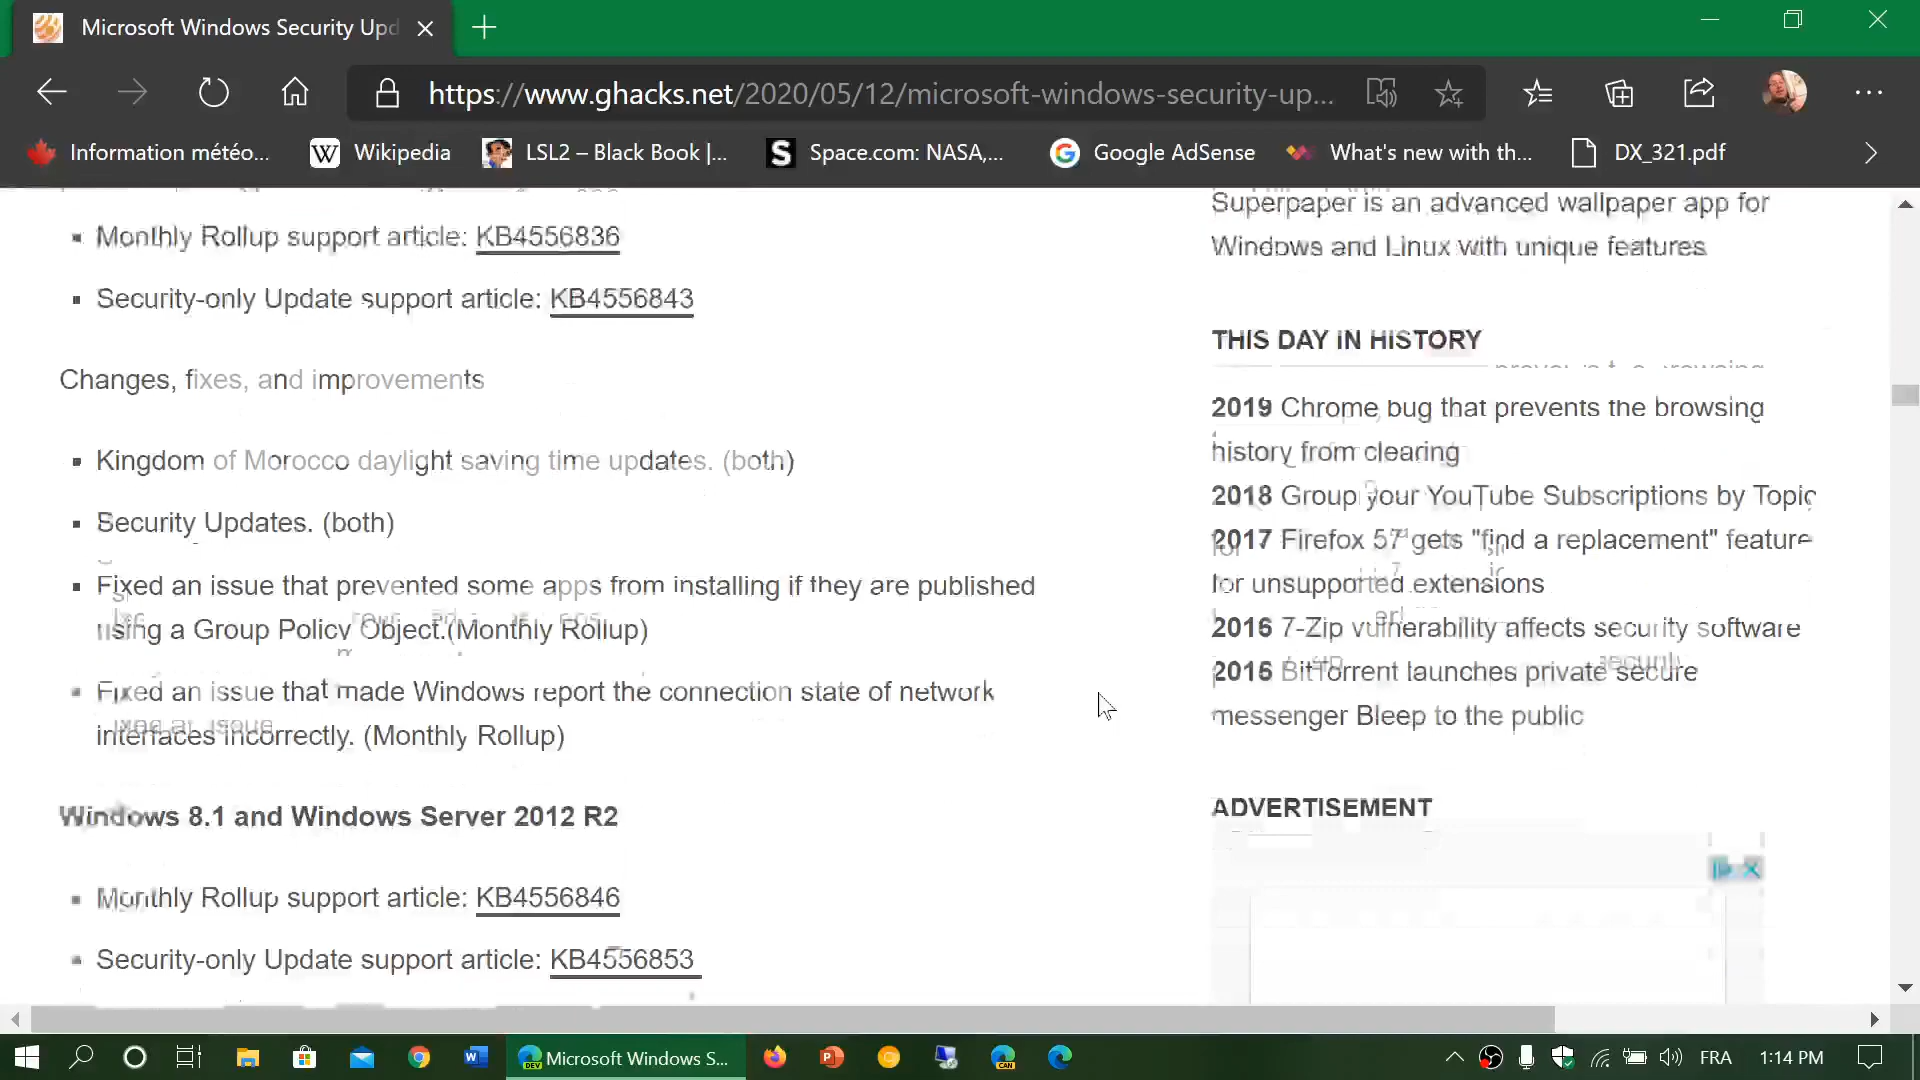 Microsoft Windows Security Upd
https://www.ghacks.net/2020/05/12/microsoft-windows-security-up...
Information météo...
Wikipedia
LSL2 – Black Book |...
Space.com: NASA,...
Google AdSense
What's new with th...
DX_321.pdf
Monthly Rollup support article: KB4556836
Security-only Update support article: KB4556843
Changes, fixes, and improvements
Kingdom of Morocco daylight saving time updates. (both)
Security Updates. (both)
Fixed an issue that prevented some apps from installing if they are published
using a Group Policy Object.(Monthly Rollup)
Fixed an issue that made Windows report the connection state of network
interfaces incorrectly. (Monthly Rollup)
Windows 8.1 and Windows Server 2012 R2
Monthly Rollup support article: KB4556846
Security-only Update support article: KB4556853
Superpaper is an advanced wallpaper app for
Windows and Linux with unique features
THIS DAY IN HISTORY
2019 Chrome bug that prevents the browsing
history from clearing
2018 Group your YouTube Subscriptions by Topic
2017 Firefox 57 gets "find a replacement" feature
for unsupported extensions
2016 7-Zip vulnerability affects security software
BitTorrent launches private secure
messenger Bleep to the public
ADVERTISEMENT
Microsoft Windows S...
DEV
CAN
FRA
1:14 PM